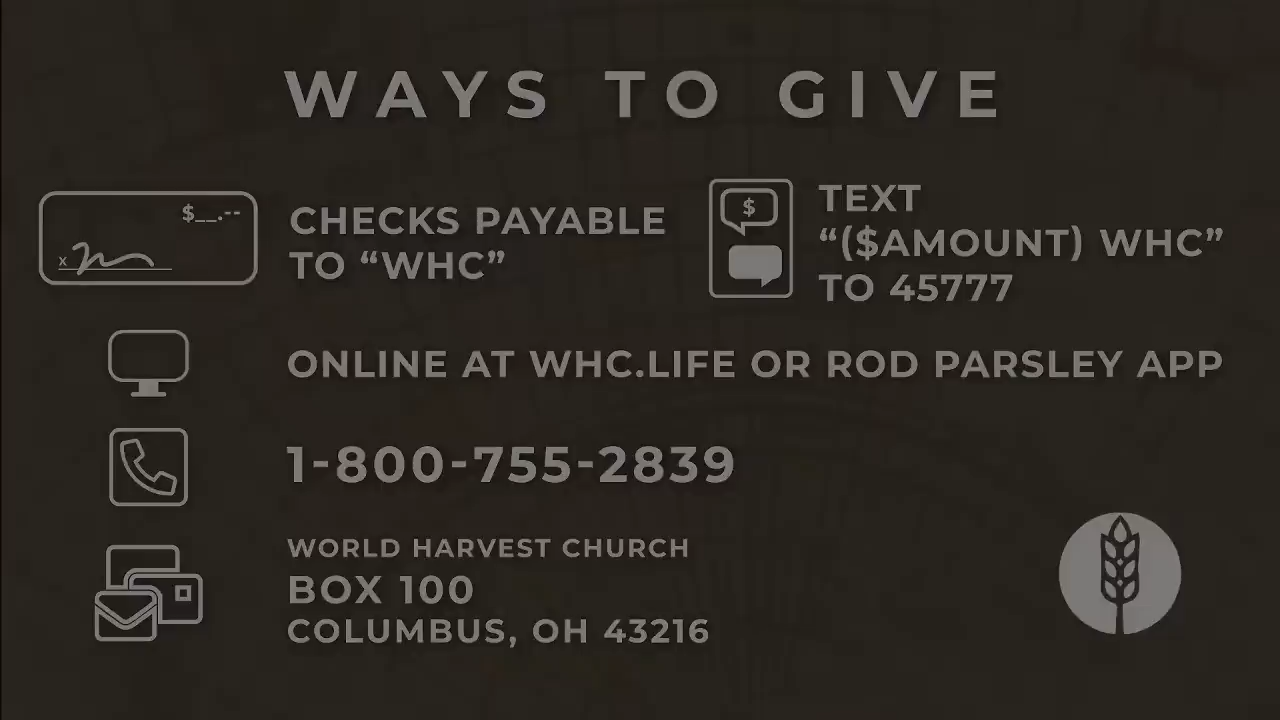 WAYS TO GIVE
$__.--
x
CHECKS PAYABLE
TO “WHC”
$
TEXT
“($AMOUNT) WHC”
TO 45777
ONLINE AT WHC.LIFE OR ROD PARSLEY APP
1-800-755-2839
WORLD HARVEST CHURCH
BOX 100
COLUMBUS, OH 43216